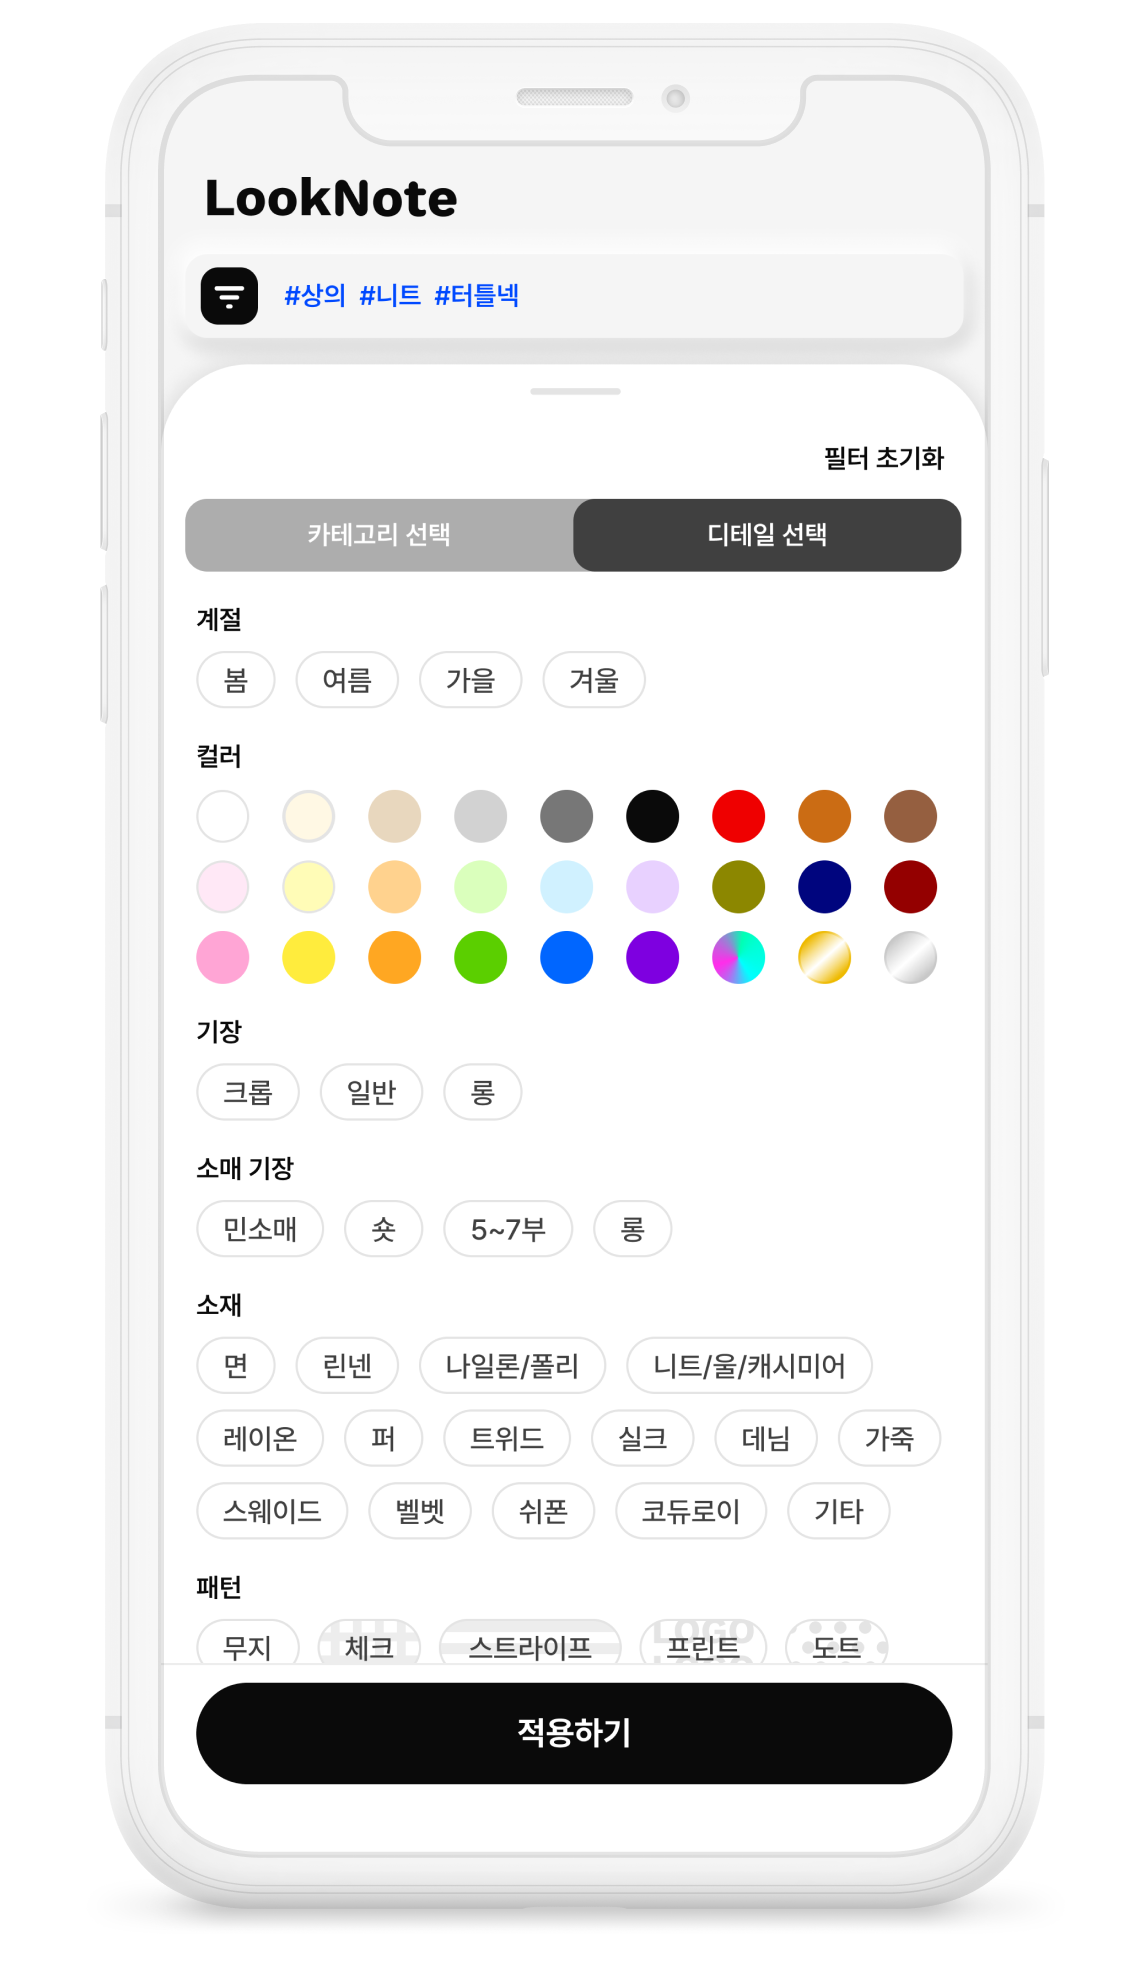 LookNote
#상의 #니트 #터틀넥
필터 초기화
카테고리 선택 디테일 선택
계절
봄 여름 가을 겨울
컬러
기장
크롭 일반 롱
소매 기장
민소매 숏 5~7부 롱
소재
면 린넨 나일론/폴리 니트/울/캐시미어
레이온 퍼 트위드 실크 데님 가죽
스웨이드 벨벳 쉬폰 코듀로이 기타
패턴
LOGO
무지 체크 스트라이프 프린트 도트
LOGO
적용하기